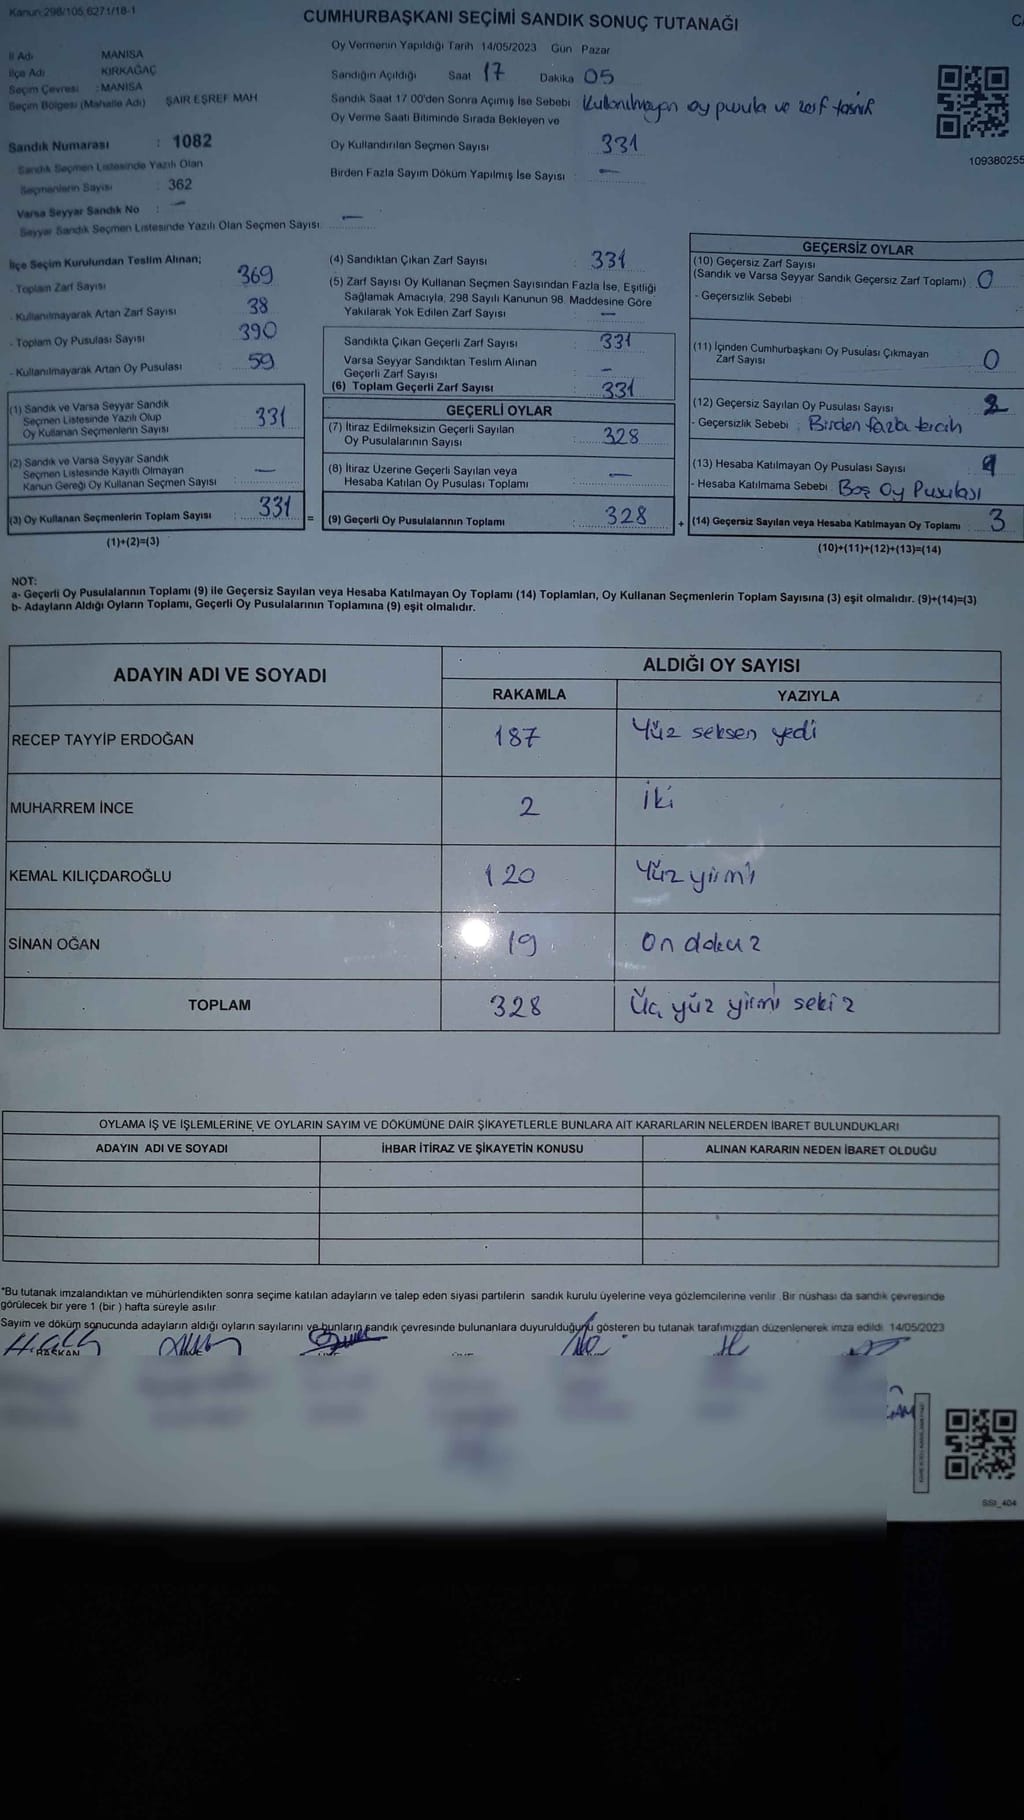 Kanun:298/105,6271/18-1
CUMHURBAŞKANI SEÇİMİ SANDIK SONUÇ TUTANAĞI
İl Adı MANİSA
İlçe Adı KIRKAĞAÇ
Seçim Çevresi : MANİSA
Seçim Bölgesi (Mahalle Adı) ŞAİR EŞREF MAH
Sandık Numarası : 1082
Sandık Seçmen Listesinde Yazılı Olan
Seçmenlerin Sayısı : 362
Varsa Seyyar Sandık No : —
Seyyar Sandık Seçmen Listesinde Yazılı Olan Seçmen Sayısı —
Oy Vermenin Yapıldığı Tarih 14/05/2023 Gün Pazar
Sandığın Açıldığı Saat 17 Dakika 05
Sandık Saat 17 00'den Sonra Açımış İse Sebebi Kullanılmayan oy pusula ve zarf tasnif
Oy Verme Saati Bitiminde Sırada Bekleyen ve
Oy Kullandırılan Seçmen Sayısı 331
Birden Fazla Sayım Döküm Yapılmış İse Sayısı —
109380255
İlçe Seçim Kurulundan Teslim Alınan;
- Toplam Zarf Sayısı 369
- Kullanılmayarak Artan Zarf Sayısı 38
- Toplam Oy Pusulası Sayısı 390
- Kullanılmayarak Artan Oy Pusulası 59
(1) Sandık ve Varsa Seyyar Sandık
Seçmen Listesinde Yazılı Olup
Oy Kullanan Seçmenlerin Sayısı 331
(2) Sandık ve Varsa Seyyar Sandık
Seçmen Listesinde Kayıtlı Olmayan
Kanun Gereği Oy Kullanan Seçmen Sayısı —
(3) Oy Kullanan Seçmenlerin Toplam Sayısı 331
(1)+(2)=(3)
(4) Sandıktan Çıkan Zarf Sayısı : 331
(5) Zarf Sayısı Oy Kullanan Seçmen Sayısından Fazla İse, Eşitliği
Sağlamak Amacıyla, 298 Sayılı Kanunun 98. Maddesine Göre
Yakılarak Yok Edilen Zarf Sayısı —
Sandıkta Çıkan Geçerli Zarf Sayısı 331
Varsa Seyyar Sandıktan Teslim Alınan
Geçerli Zarf Sayısı —
(6) Toplam Geçerli Zarf Sayısı 331
GEÇERLİ OYLAR
(7) İtiraz Edilmeksizin Geçerli Sayılan
Oy Pusulalarının Sayısı 328
(8) İtiraz Üzerine Geçerli Sayılan veya
Hesaba Katılan Oy Pusulası Toplamı —
= (9) Geçerli Oy Pusulalarının Toplamı 328
GEÇERSİZ OYLAR
(10) Geçersiz Zarf Sayısı
(Sandık ve Varsa Seyyar Sandık Geçersiz Zarf Toplamı) : 0
- Geçersizlik Sebebi
(11) İçinden Cumhurbaşkanı Oy Pusulası Çıkmayan
Zarf Sayısı 0
(12) Geçersiz Sayılan Oy Pusulası Sayısı 2
- Geçersizlik Sebebi : Birden fazla tercih
(13) Hesaba Katılmayan Oy Pusulası Sayısı
- Hesaba Katılmama Sebebi : Boş Oy Pusulası
+ (14) Geçersiz Sayılan veya Hesaba Katılmayan Oy Toplamı 3
(10)+(11)+(12)+(13)=(14)
NOT:
a- Geçerli Oy Pusulalarının Toplamı (9) ile Geçersiz Sayılan veya Hesaba Katılmayan Oy Toplamı (14) Toplamları, Oy Kullanan Seçmenlerin Toplam Sayısına (3) eşit olmalıdır. (9)+(14)=(3)
b- Adayların Aldığı Oyların Toplamı, Geçerli Oy Pusulalarının Toplamına (9) eşit olmalıdır.
ADAYIN ADI VE SOYADI
ALDIĞI OY SAYISI
RAKAMLA YAZIYLA
RECEP TAYYİP ERDOĞAN 187 Yüz seksen yedi
MUHARREM İNCE 2 İki
KEMAL KILIÇDAROĞLU 120 Yüz yirmi
SİNAN OĞAN 19 On dokuz
TOPLAM 328 Üç yüz yirmi sekiz
OYLAMA İŞ VE İŞLEMLERİNE VE OYLARIN SAYIM VE DÖKÜMÜNE DAİR ŞİKAYETLERLE BUNLARA AİT KARARLARIN NELERDEN İBARET BULUNDUKLARI
ADAYIN ADI VE SOYADI İHBAR İTİRAZ VE ŞİKAYETİN KONUSU ALINAN KARARIN NEDEN İBARET OLDUĞU
*Bu tutanak imzalandıktan ve mühürlendikten sonra seçime katılan adayların ve talep eden siyasi partilerin sandık kurulu üyelerine veya gözlemcilerine verilir. Bir nüshası da sandık çevresinde
görülecek bir yere 1 (bir) hafta süreyle asılır.
Sayım ve döküm sonucunda adayların aldığı oyların sayılarını ve bunların sandık çevresinde bulunanlara duyurulduğunu gösteren bu tutanak tarafımızdan düzenlenerek imza edildi. 14/05/2023
BAŞKAN
SSI_404